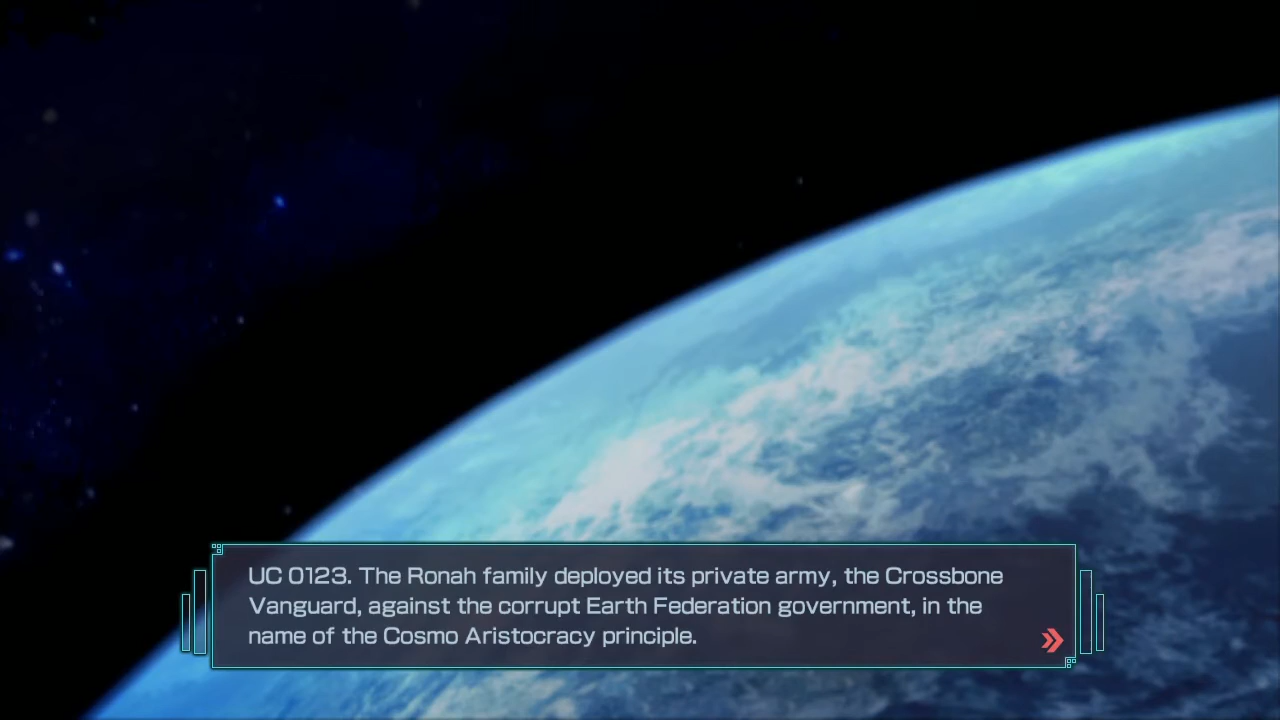 UC 0123. The Ronah family deployed its private army, the Crossbone
Vanguard, against the corrupt Earth Federation government, in the
name of the Cosmo Aristocracy principle.